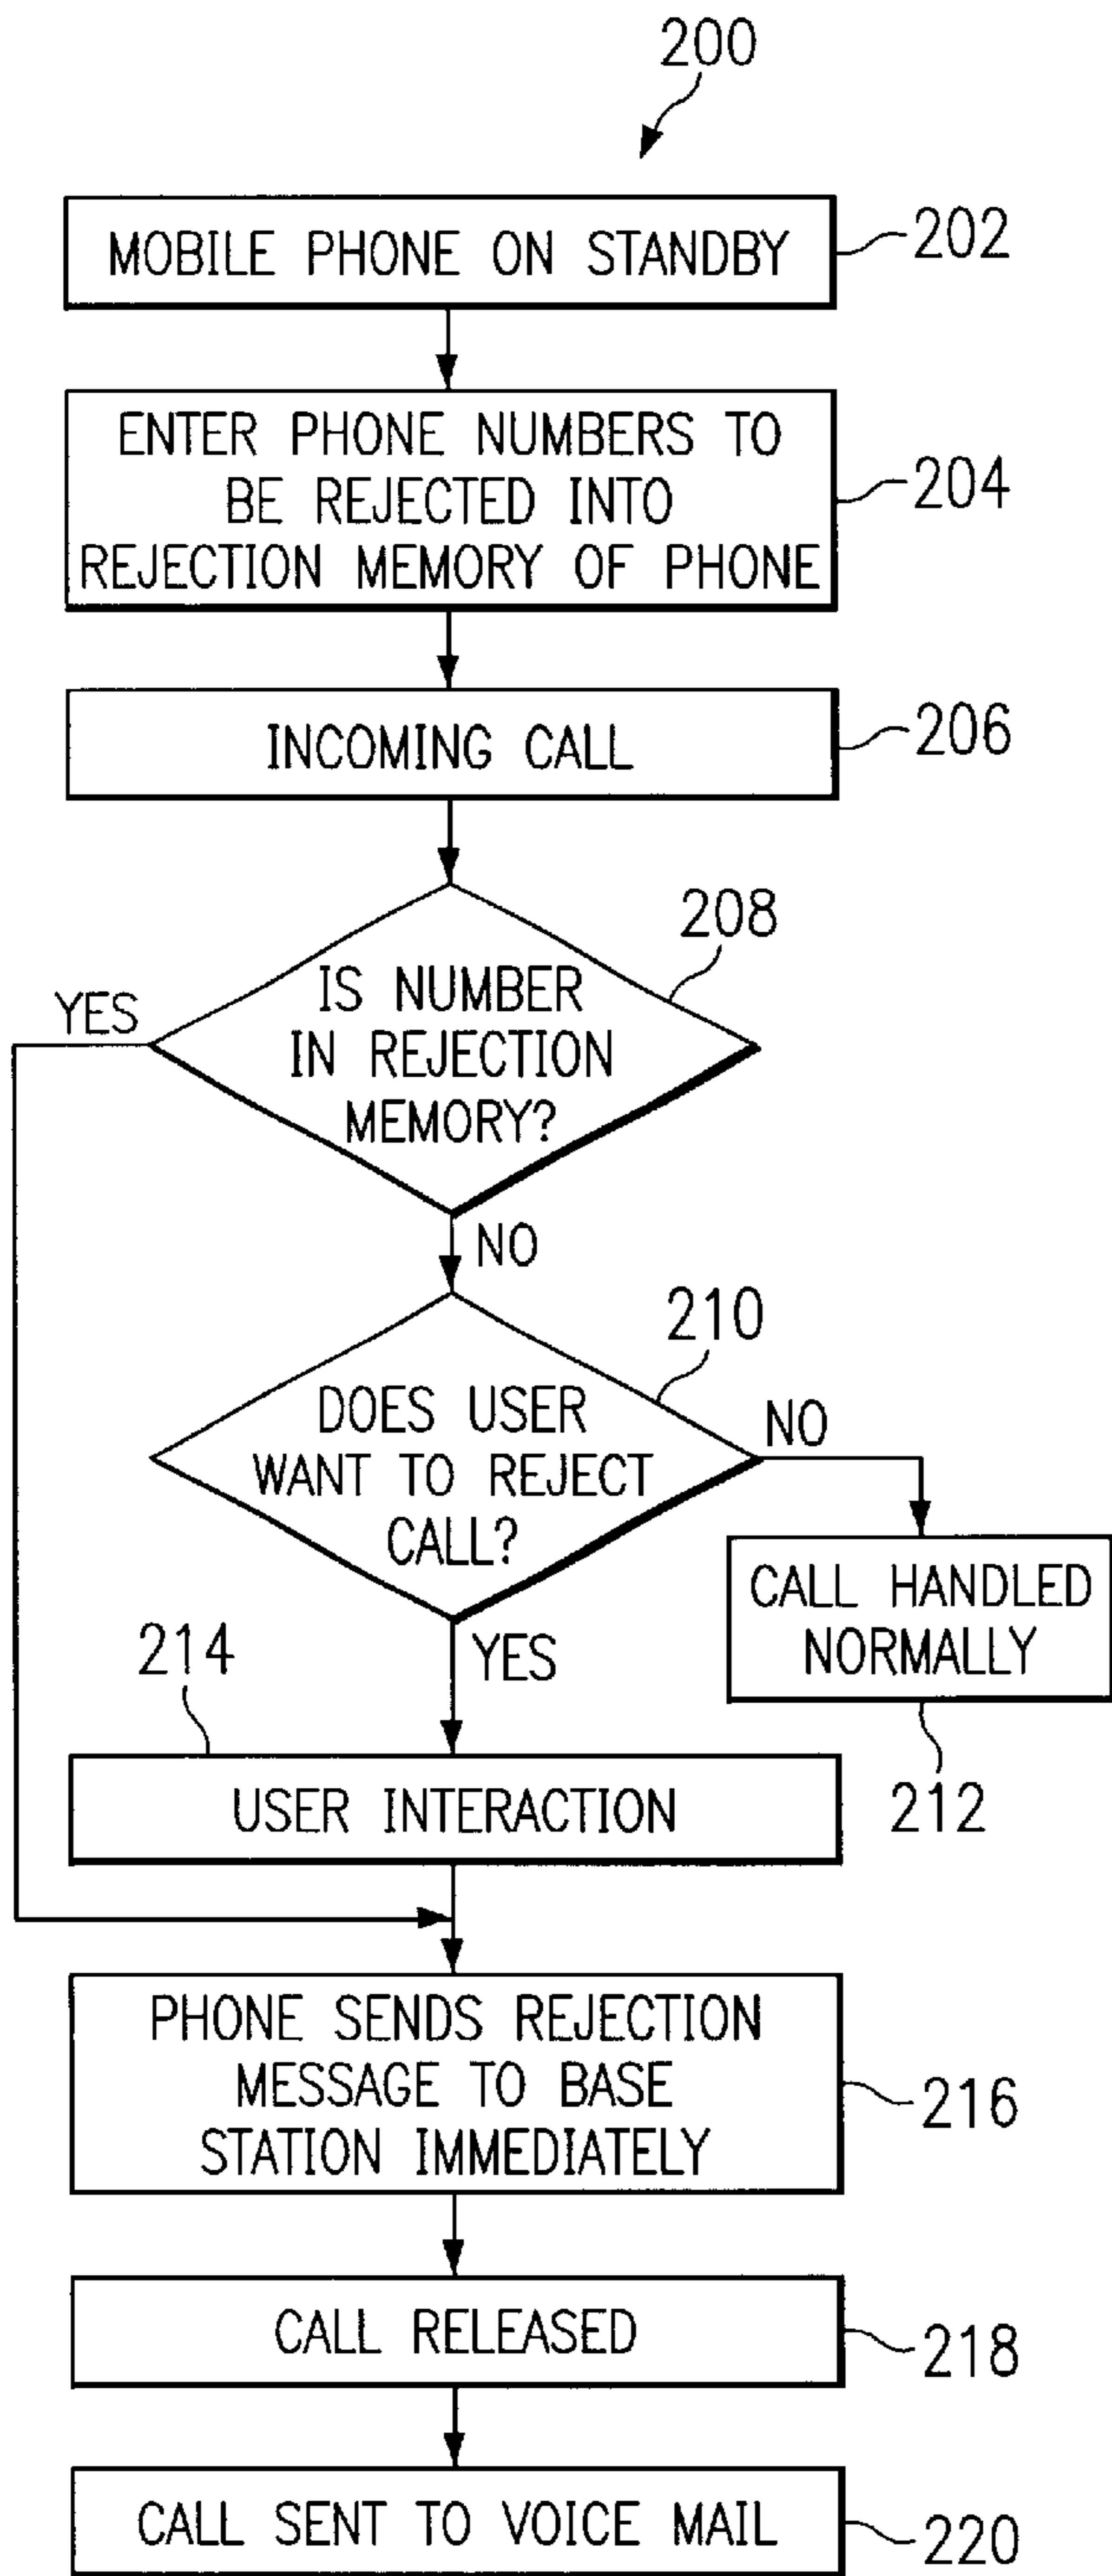 200
MOBILE PHONE ON STANDBY
202
ENTER PHONE NUMBERS TO
BE REJECTED INTO
REJECTION MEMORY OF PHONE
204
INCOMING CALL
206
208
IS NUMBER
IN REJECTION
MEMORY?
YES
NO
210
DOES USER
WANT TO REJECT
CALL?
NO
CALL HANDLED
NORMALLY
212
YES
214
USER INTERACTION
PHONE SENDS REJECTION
MESSAGE TO BASE
STATION IMMEDIATELY
216
CALL RELEASED
218
CALL SENT TO VOICE MAIL
220